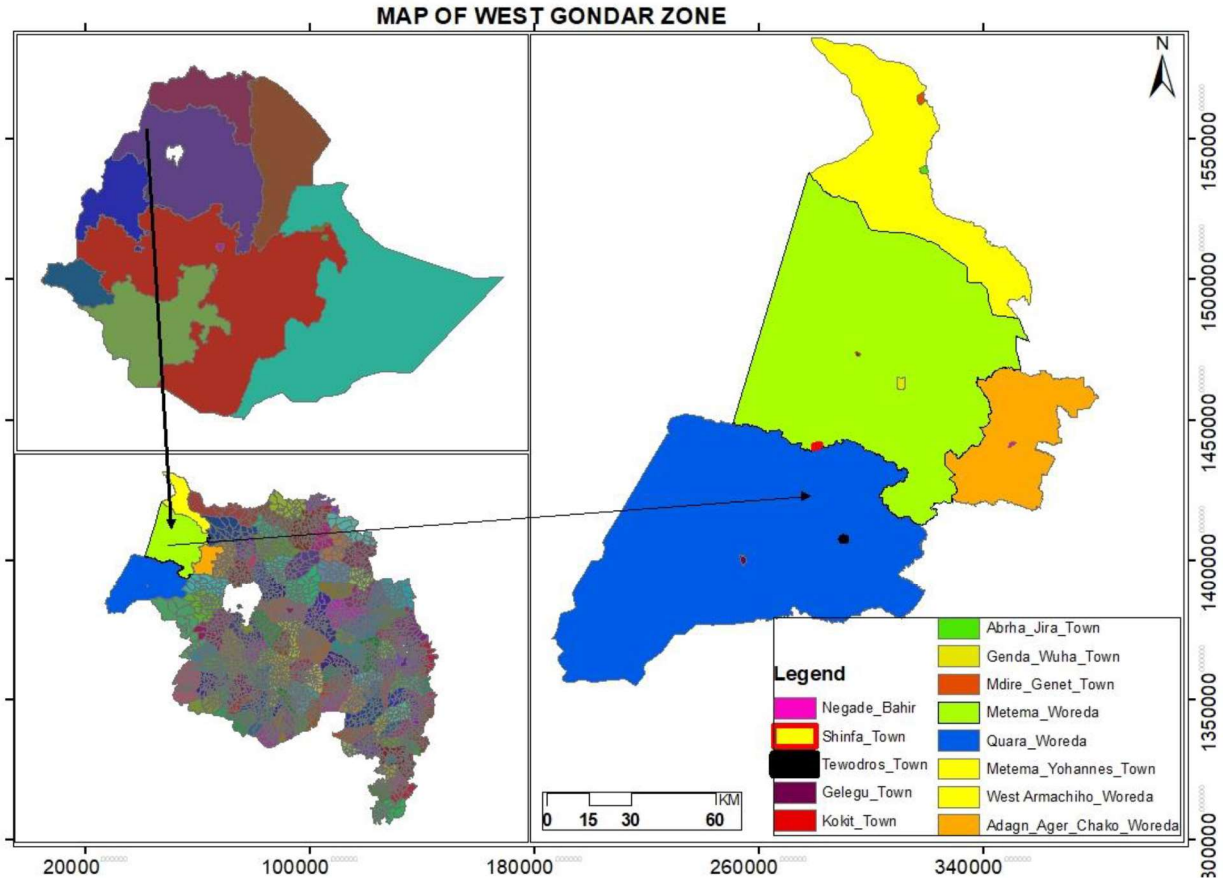 MAP OF WEST GONDAR ZONE
N
1550000
1500000
1450000
1400000
1350000
1300000
Legend
Negade_Bahir
Shinfa_Town
Tewodros_Town
Gelegu_Town
Kokit_Town
Abrha_Jira_Town
Genda_Wuha_Town
Mdire_Genet_Town
Metema_Woreda
Quara_Woreda
Metema_Yohannes_Town
West Armachiho_Woreda
Adagn_Ager_Chako_Woreda
KM
0 15 30 60
20000 100000 180000 260000 340000